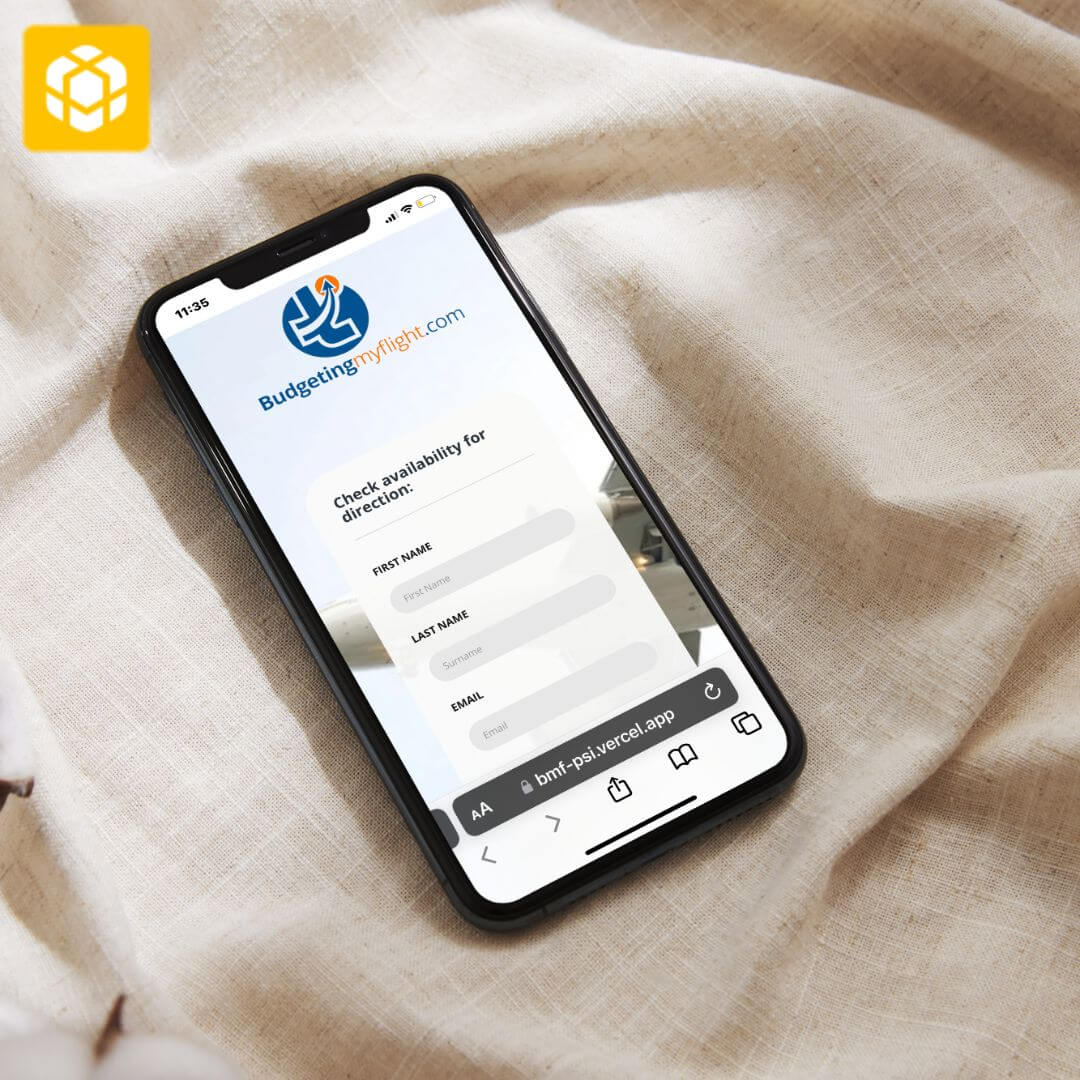 11:35
Budgetingmyflight.com
Check availability for
direction:
FIRST NAME
First Name
LAST NAME
Surname
EMAIL
Email
AA
bmf-psi.vercel.app